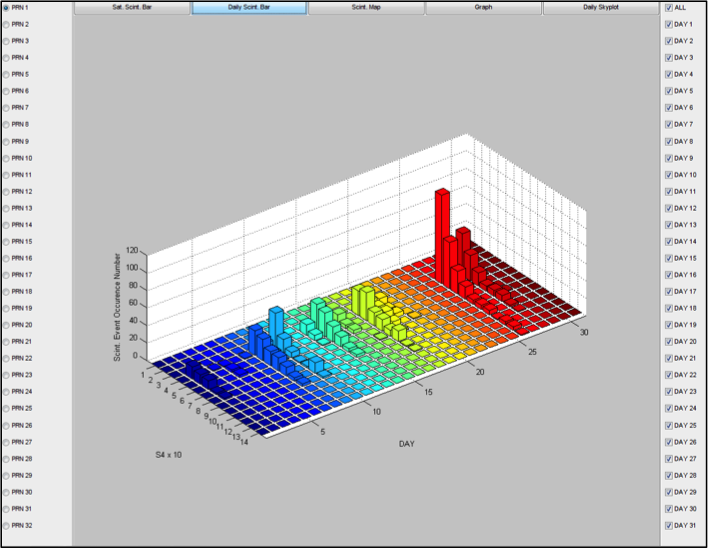 Sat. Scint. Bar
Daily Scint. Bar
Scint. Map
Graph
Daily Skyplot
PRN 1
PRN 2
PRN 3
PRN 4
PRN 5
PRN 6
PRN 7
PRN 8
PRN 9
PRN 10
PRN 11
PRN 12
PRN 13
PRN 14
PRN 15
PRN 16
PRN 17
PRN 18
PRN 19
PRN 20
PRN 21
PRN 22
PRN 23
PRN 24
PRN 25
PRN 26
PRN 27
PRN 28
PRN 29
PRN 30
PRN 31
PRN 32
Scint. Event Occurence Number
120
100
80
60
40
20
0
1
2
3
4
5
6
7
8
9
10
11
12
13
14
S4 x 10
5
10
15
20
25
30
DAY
ALL
DAY 1
DAY 2
DAY 3
DAY 4
DAY 5
DAY 6
DAY 7
DAY 8
DAY 9
DAY 10
DAY 11
DAY 12
DAY 13
DAY 14
DAY 15
DAY 16
DAY 17
DAY 18
DAY 19
DAY 20
DAY 21
DAY 22
DAY 23
DAY 24
DAY 25
DAY 26
DAY 27
DAY 28
DAY 29
DAY 30
DAY 31